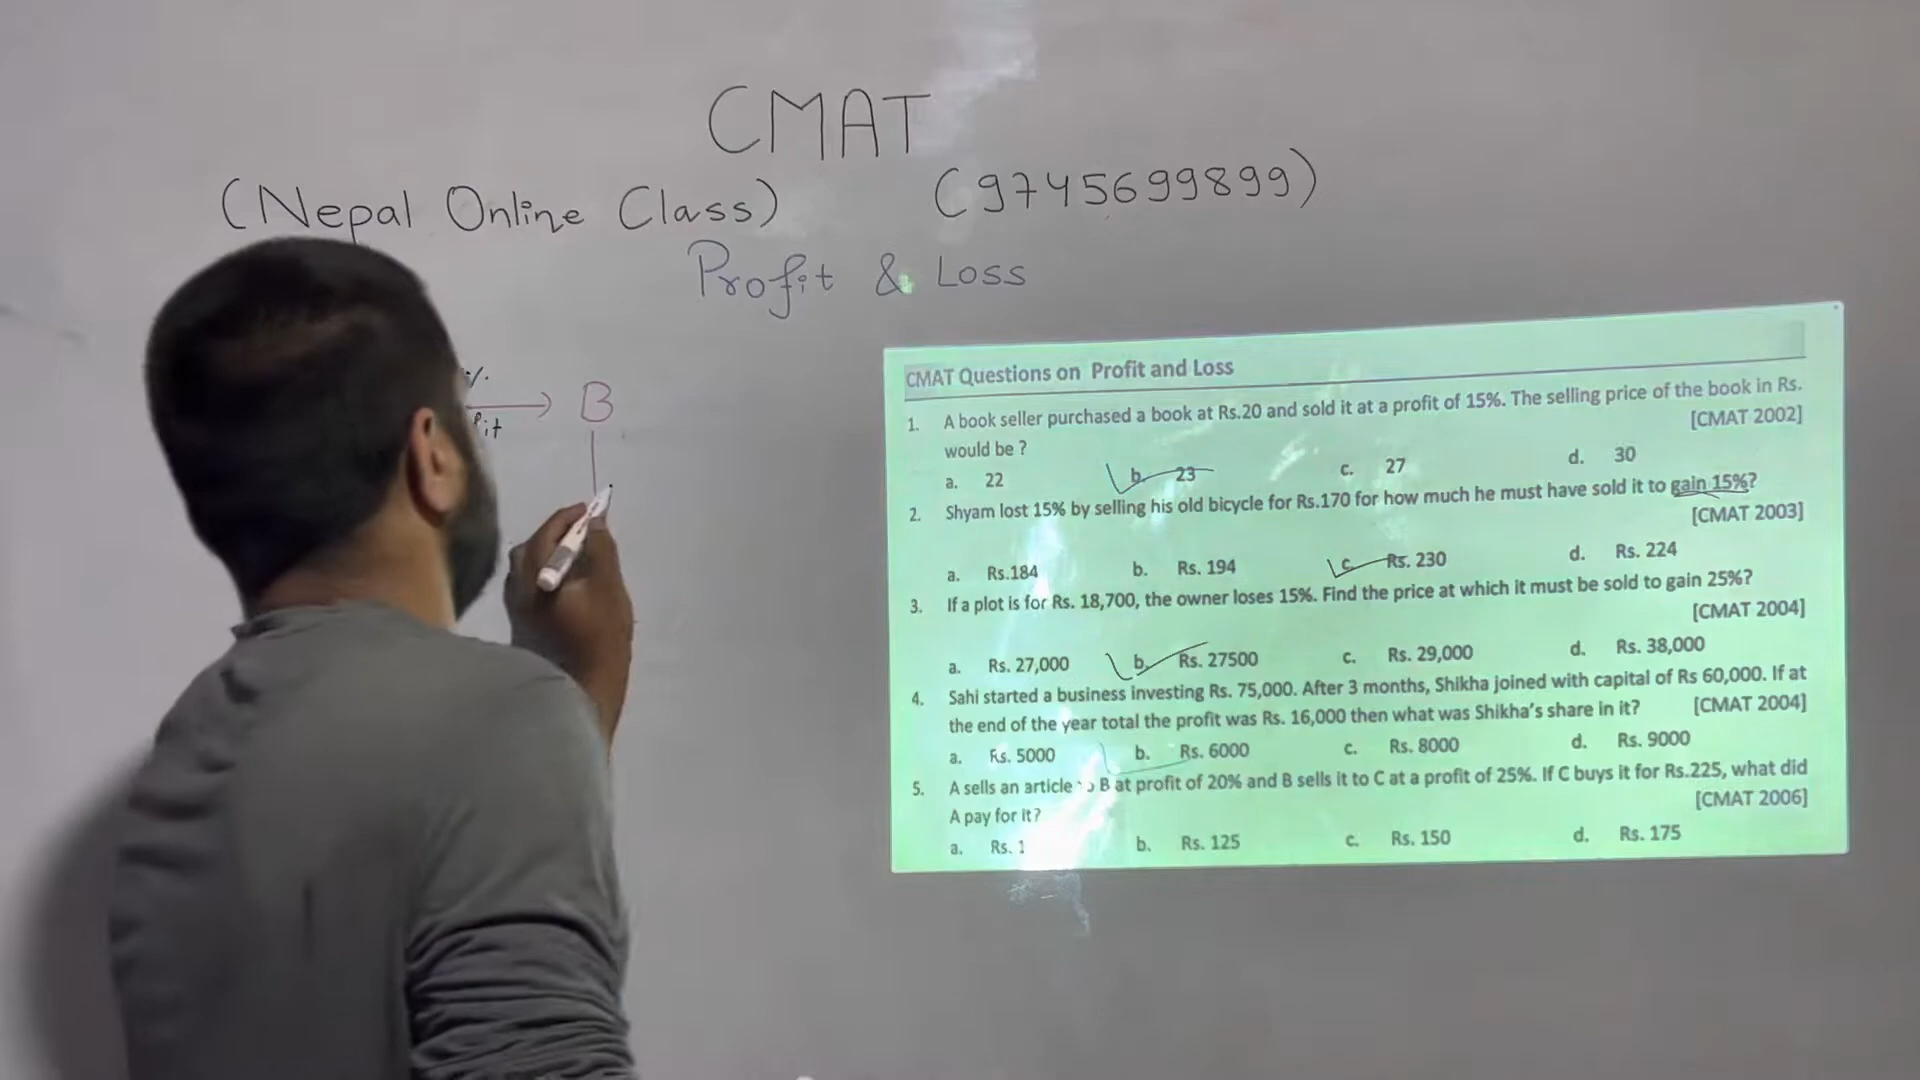 CMAT
(Nepal Online Class) (9745699899)
Profit & Loss
%.
B
fit
CMAT Questions on Profit and Loss
1. A book seller purchased a book at Rs.20 and sold it at a profit of 15%. The selling price of the book in Rs.
would be ? [CMAT 2002]
a. 22 b. 23 c. 27 d. 30
2. Shyam lost 15% by selling his old bicycle for Rs.170 for how much he must have sold it to gain 15%?
[CMAT 2003]
a. Rs.184 b. Rs. 194 c. Rs. 230 d. Rs. 224
3. If a plot is for Rs. 18,700, the owner loses 15%. Find the price at which it must be sold to gain 25%?
[CMAT 2004]
a. Rs. 27,000 b. Rs. 27500 c. Rs. 29,000 d. Rs. 38,000
4. Sahi started a business investing Rs. 75,000. After 3 months, Shikha joined with capital of Rs 60,000. If at
the end of the year total the profit was Rs. 16,000 then what was Shikha's share in it? [CMAT 2004]
a. Rs. 5000 b. Rs. 6000 c. Rs. 8000 d. Rs. 9000
5. A sells an article B at profit of 20% and B sells it to C at a profit of 25%. If C buys it for Rs.225, what did
A pay for it? [CMAT 2006]
a. Rs. 1 b. Rs. 125 c. Rs. 150 d. Rs. 175